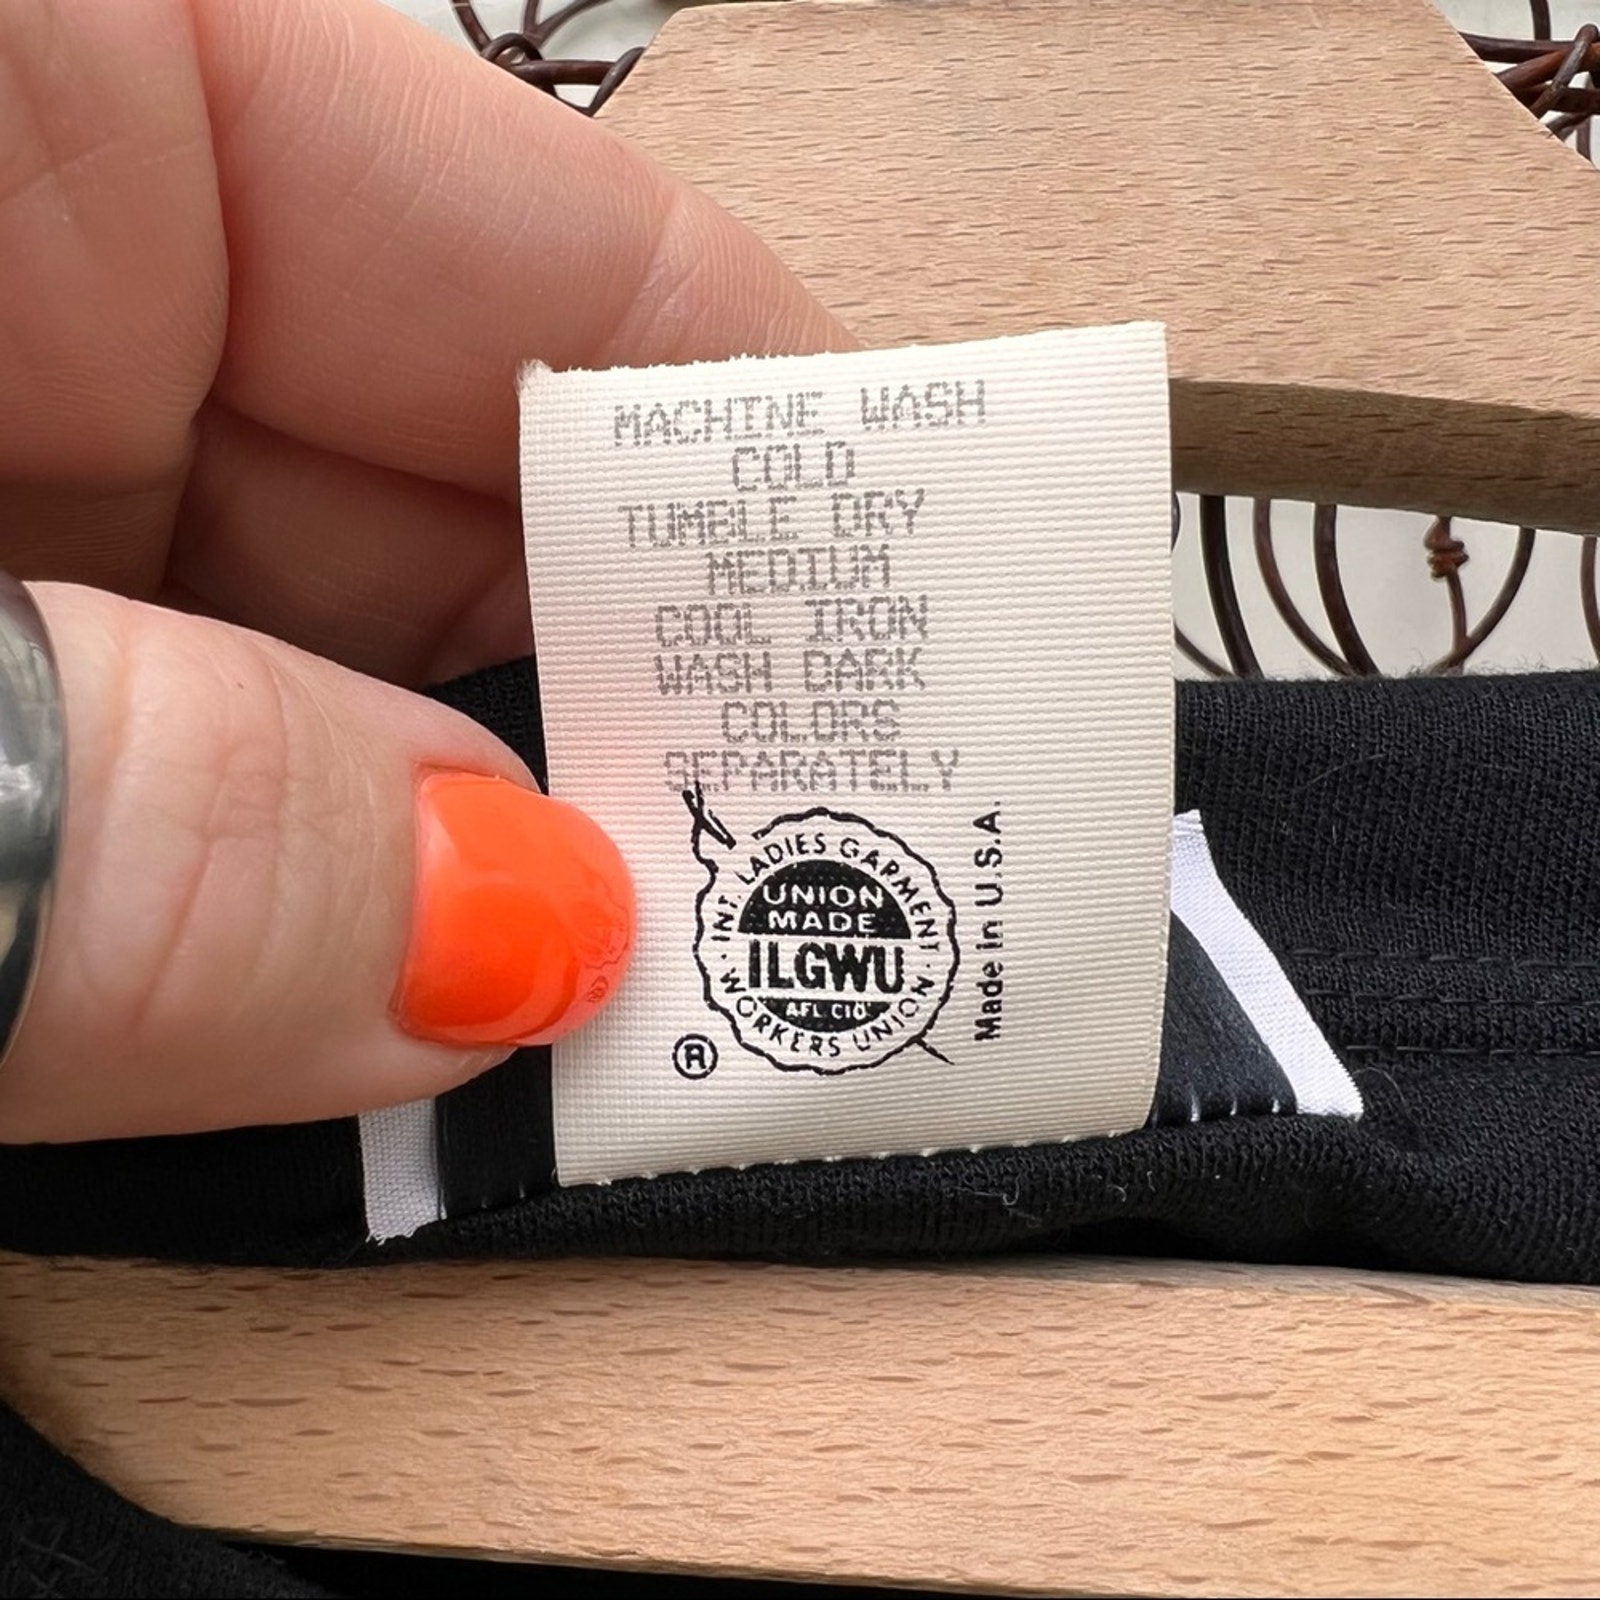 MACHINE WASH
COLD
TUMBLE DRY
MEDIUM
COOL IRON
WASH DARK
COLORS
SEPARATELY
INT. LADIES GARMENT
UNION
MADE
ILGWU
AFL CIO
WORKERS UNION
®
Made in U.S.A.